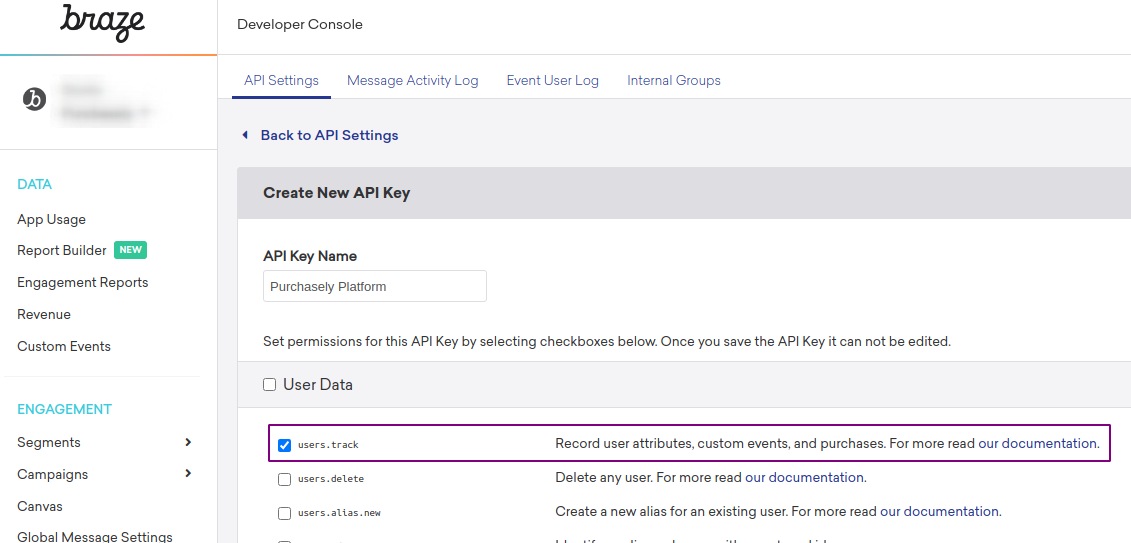 braze
Developer Console
API Settings Message Activity Log Event User Log Internal Groups
Back to API Settings
DATA
App Usage
Report Builder NEW
Engagement Reports
Revenue
Custom Events
ENGAGEMENT
Segments
Campaigns
Canvas
Global Message Settings
Create New API Key
API Key Name
Purchasely Platform
Set permissions for this API Key by selecting checkboxes below. Once you save the API Key it can not be edited.
User Data
users.track Record user attributes, custom events, and purchases. For more read our documentation.
users.delete Delete any user. For more read our documentation.
users.alias.new Create a new alias for an existing user. For more read our documentation.